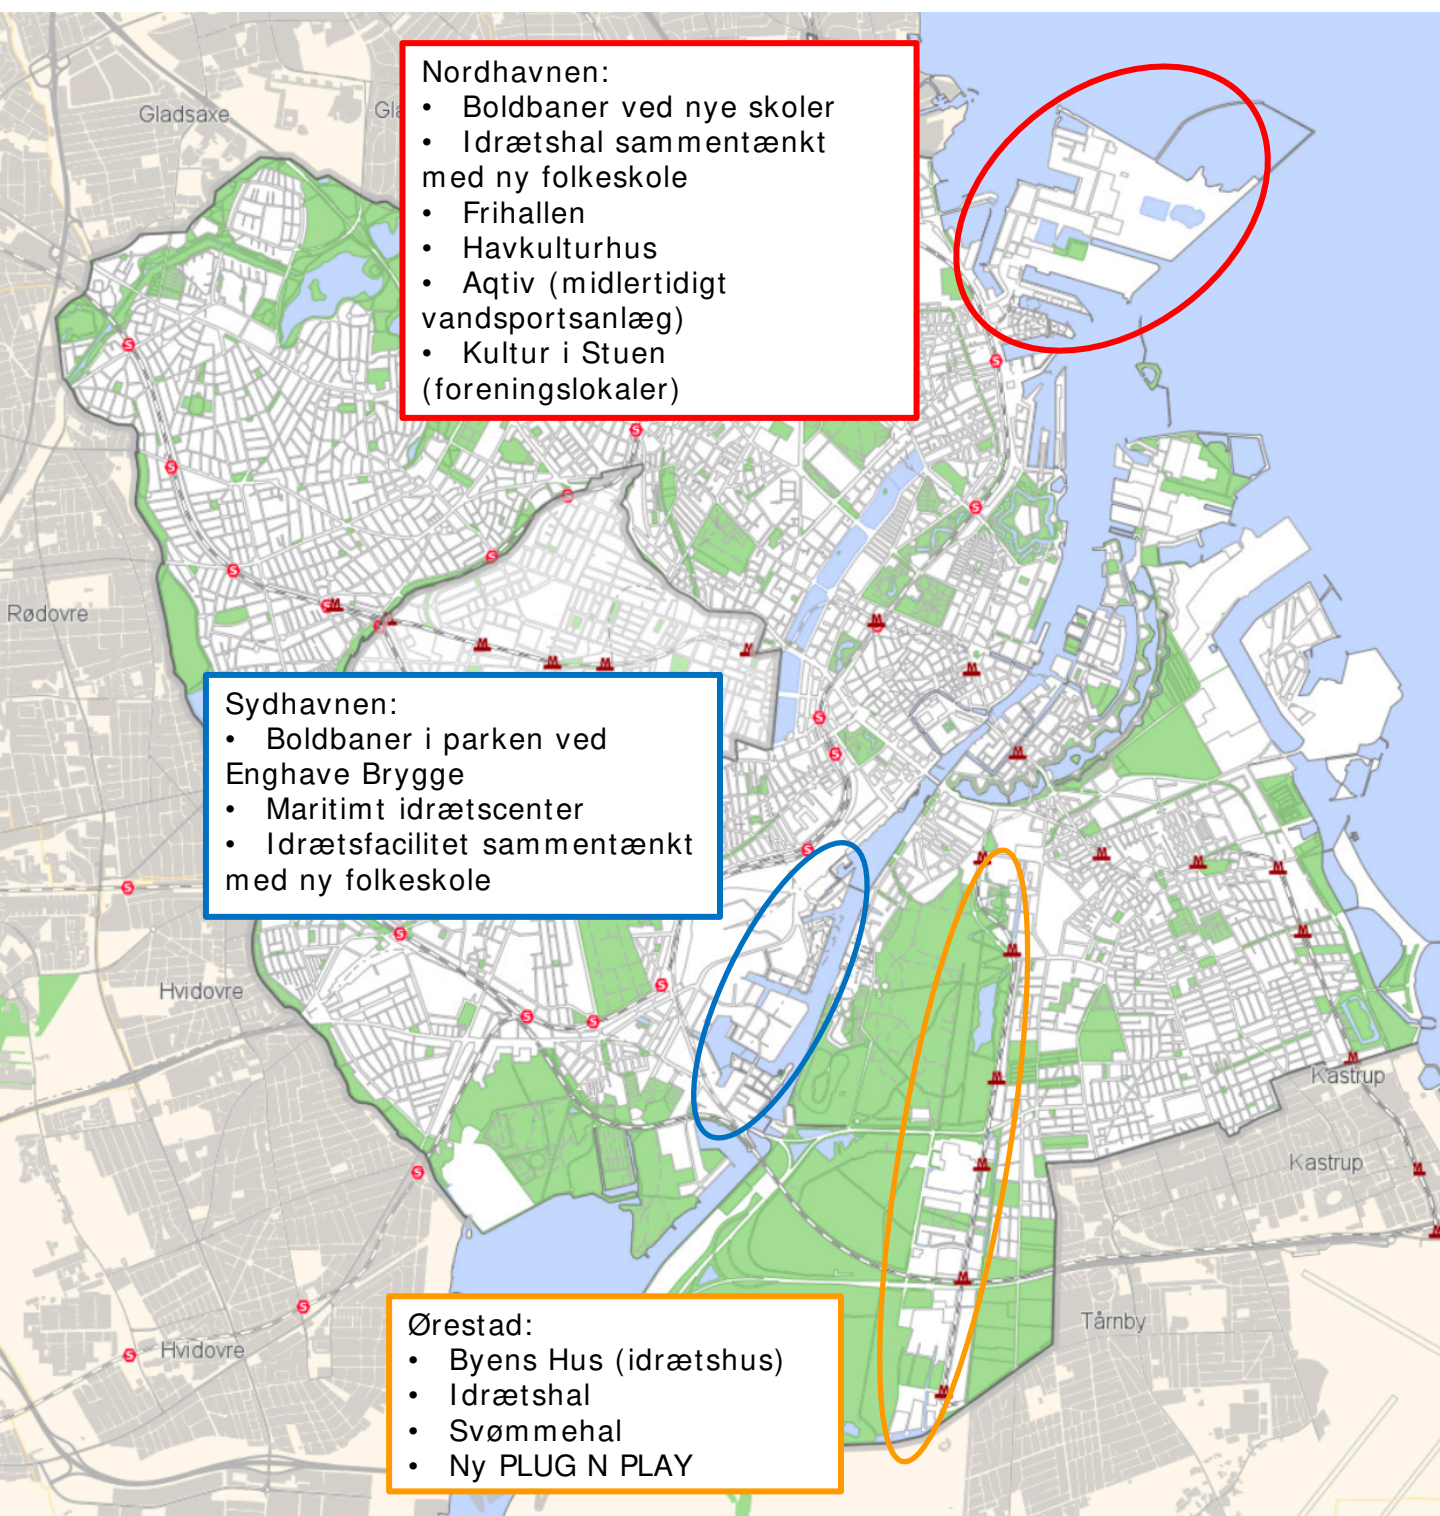 Gladsaxe
Nordhavnen:
• Boldbaner ved nye skoler
• Idrætshal sammentænkt
med ny folkeskole
• Frihallen
• Havkulturhus
• Aqtiv (midlertidigt
vandsportsanlæg)
• Kultur i Stuen
(foreningslokaler)
Rødovre
Sydhavnen:
• Boldbaner i parken ved
Enghave Brygge
• Maritimt idrætscenter
• Idrætsfacilitet sammentænkt
med ny folkeskole
Hvidovre
Kastrup
Kastrup
Tårnby
Hvidovre
Ørestad:
• Byens Hus (idrætshus)
• Idrætshal
• Svømmehal
• Ny PLUG N PLAY